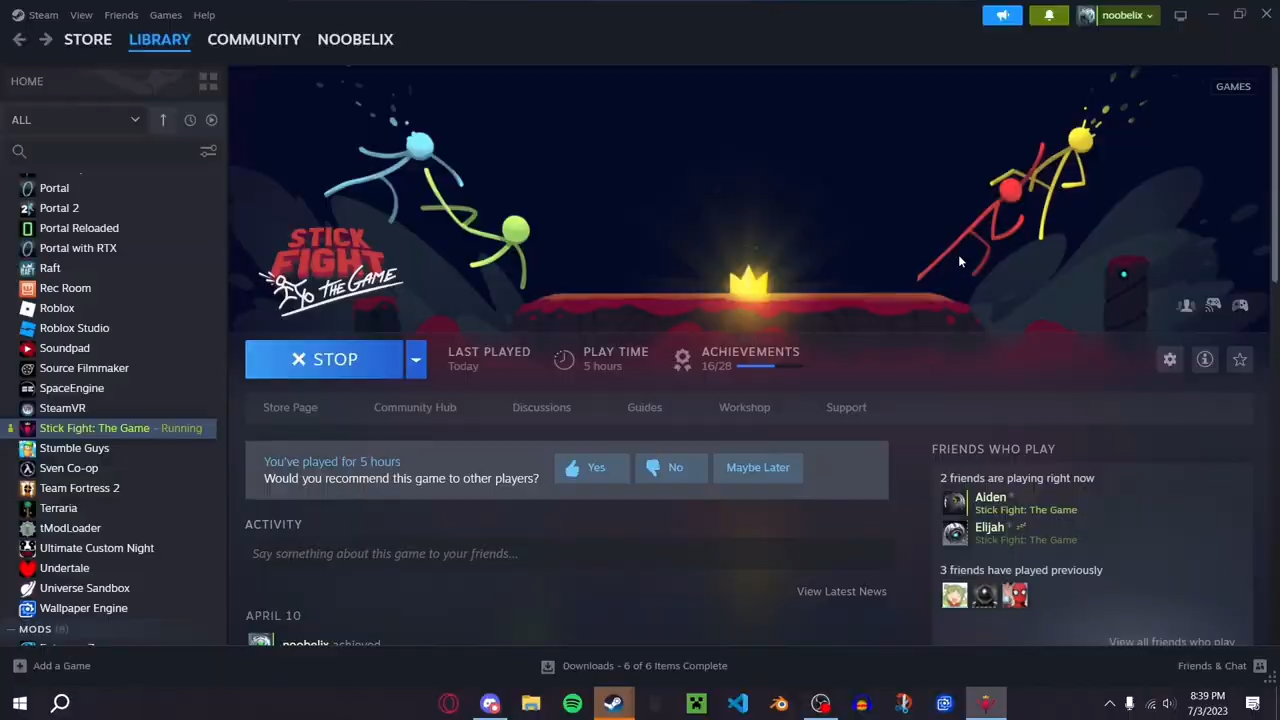 Steam View Friends Games Help
noobelix
STORE LIBRARY COMMUNITY NOOBELIX
HOME
GAMES
ALL
Portal
Portal 2
Portal Reloaded
Portal with RTX
Raft
Rec Room
Roblox
Roblox Studio
Soundpad
Source Filmmaker
SpaceEngine
SteamVR
Stick Fight: The Game - Running
Stumble Guys
Sven Co-op
Team Fortress 2
Terraria
tModLoader
Ultimate Custom Night
Undertale
Universe Sandbox
Wallpaper Engine
MODS (8)
STICK
FIGHT
THE GAME
STOP
LAST PLAYED
Today
PLAY TIME
5 hours
ACHIEVEMENTS
16/28
Store Page Community Hub Discussions Guides Workshop Support
You've played for 5 hours
Would you recommend this game to other players?
Yes No Maybe Later
ACTIVITY
Say something about this game to your friends...
View Latest News
APRIL 10
noobelix achieved
FRIENDS WHO PLAY
2 friends are playing right now
Aiden
Stick Fight: The Game
Elijah
Stick Fight: The Game
3 friends have played previously
View all friends who play
Add a Game
Downloads - 6 of 6 Items Complete
Friends & Chat
8:39 PM
7/3/2023